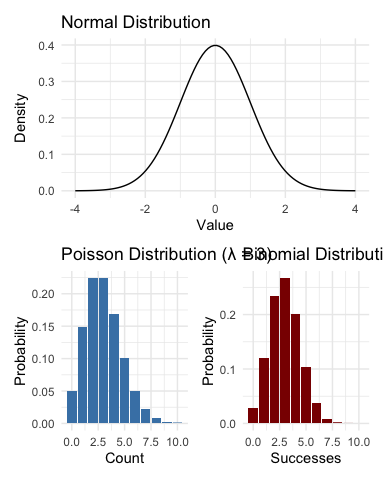 Normal Distribution
0.4
0.3
0.2
0.1
0.0
Density
-4 -2 0 2 4
Value
Poisson Distribution (λ = 3) Binomial Distributi
0.20
0.15
0.10
0.05
0.00
Probability
0.0 2.5 5.0 7.5 10.0
Count
0.2
0.1
0.0
Probability
0.0 2.5 5.0 7.5 10.0
Successes